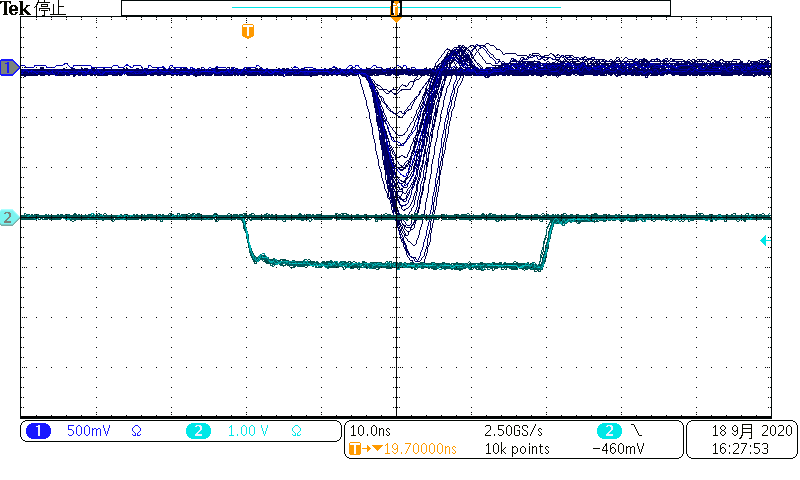 Tek 停止
T
1
2
1 500mV Ω 2 1.00 V Ω
10.0ns 2.50GS/s 2
T→▼19.70000ns 10k points −460mV
18 9月 2020
16:27:53